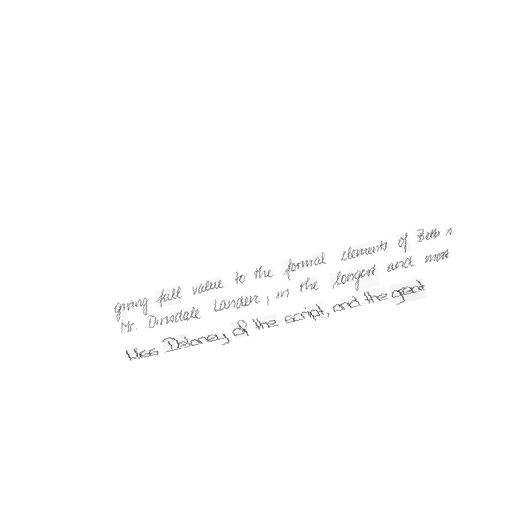 giving full value to the formal elements of Betti's
Mr. Dinsdale Landen, in the longest and most
Miss Delaney of the script, and the great